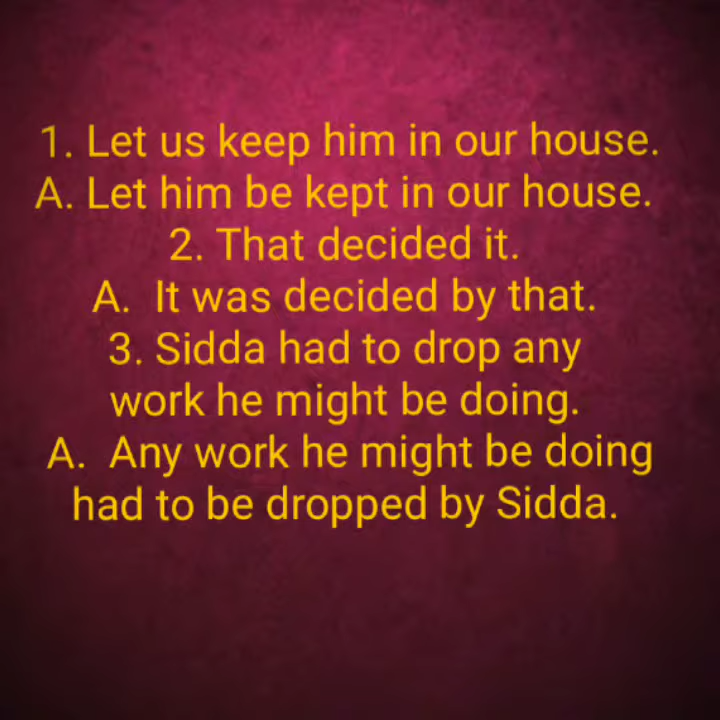 1. Let us keep him in our house.
A. Let him be kept in our house.
2. That decided it.
A. It was decided by that.
3. Sidda had to drop any
work he might be doing.
A. Any work he might be doing
had to be dropped by Sidda.